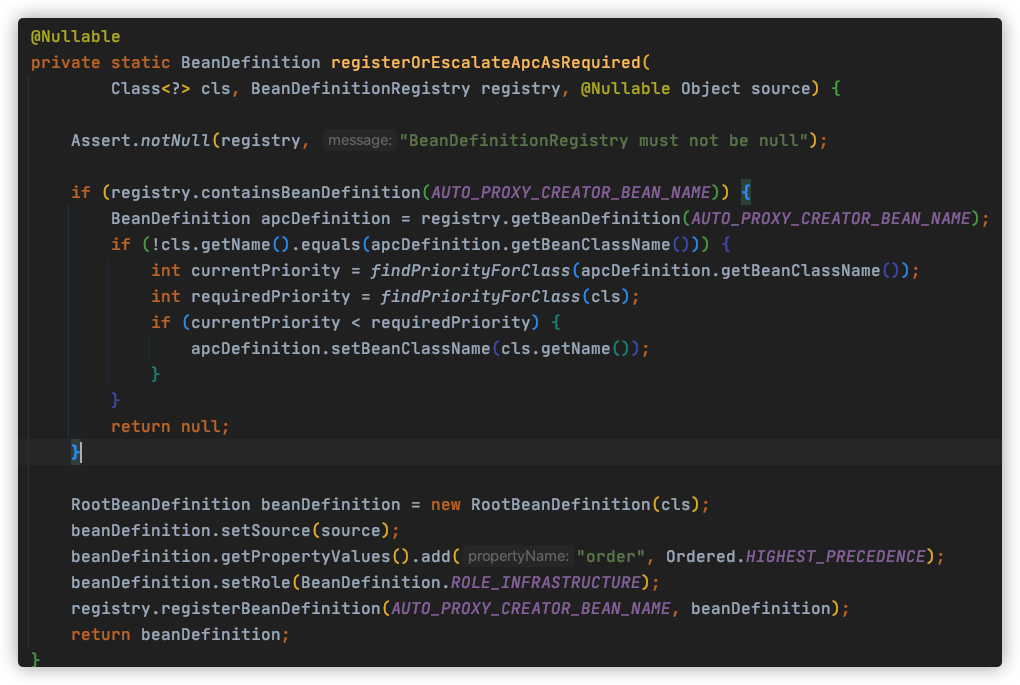 @Nullable
private static BeanDefinition registerOrEscalateApcAsRequired(
Class<?> cls, BeanDefinitionRegistry registry, @Nullable Object source) {
Assert.notNull(registry, message: "BeanDefinitionRegistry must not be null");
if (registry.containsBeanDefinition(AUTO_PROXY_CREATOR_BEAN_NAME)) {
BeanDefinition apcDefinition = registry.getBeanDefinition(AUTO_PROXY_CREATOR_BEAN_NAME);
if (!cls.getName().equals(apcDefinition.getBeanClassName())) {
int currentPriority = findPriorityForClass(apcDefinition.getBeanClassName());
int requiredPriority = findPriorityForClass(cls);
if (currentPriority < requiredPriority) {
apcDefinition.setBeanClassName(cls.getName());
}
}
return null;
}
RootBeanDefinition beanDefinition = new RootBeanDefinition(cls);
beanDefinition.setSource(source);
beanDefinition.getPropertyValues().add( propertyName: "order", Ordered.HIGHEST_PRECEDENCE);
beanDefinition.setRole(BeanDefinition.ROLE_INFRASTRUCTURE);
registry.registerBeanDefinition(AUTO_PROXY_CREATOR_BEAN_NAME, beanDefinition);
return beanDefinition;
}